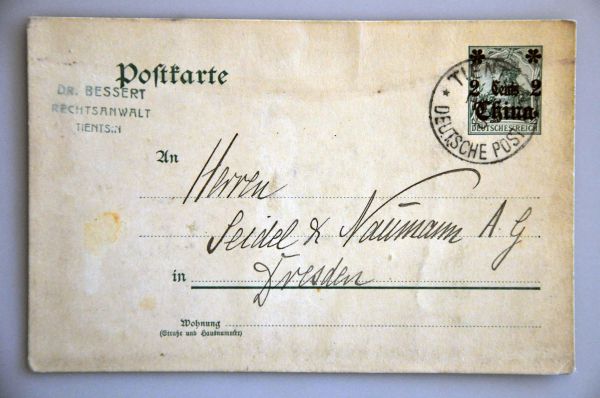 Postkarte
DR. BESSERT
RECHTSANWALT
TIENTSIN
2 Cents 2
China
DEUTSCHES REICH
DEUTSCHE POST
An
Herren
Seidel & Naumann A. G
in Dresden
Wohnung
(Straße und Hausnummer)